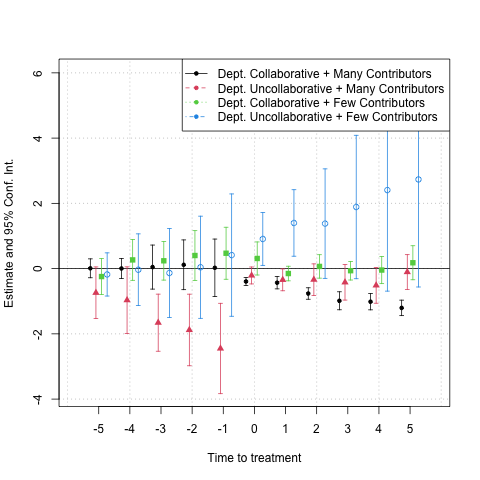 Dept. Collaborative + Many Contributors
Dept. Uncollaborative + Many Contributors
Dept. Collaborative + Few Contributors
Dept. Uncollaborative + Few Contributors
Estimate and 95% Conf. Int.
6
4
2
0
-2
-4
-5 -4 -3 -2 -1 0 1 2 3 4 5
Time to treatment